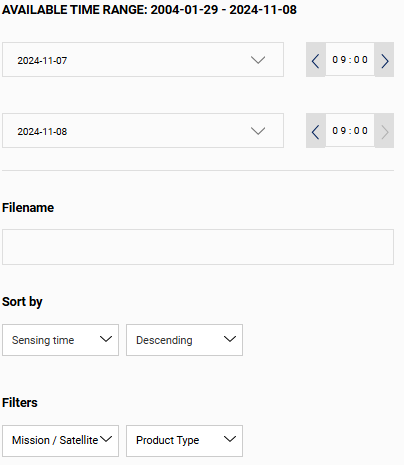 AVAILABLE TIME RANGE: 2004-01-29 - 2024-11-08
2024-11-07 09:00
2024-11-08 09:00
Filename
Sort by
Sensing time Descending
Filters
Mission / Satellite Product Type